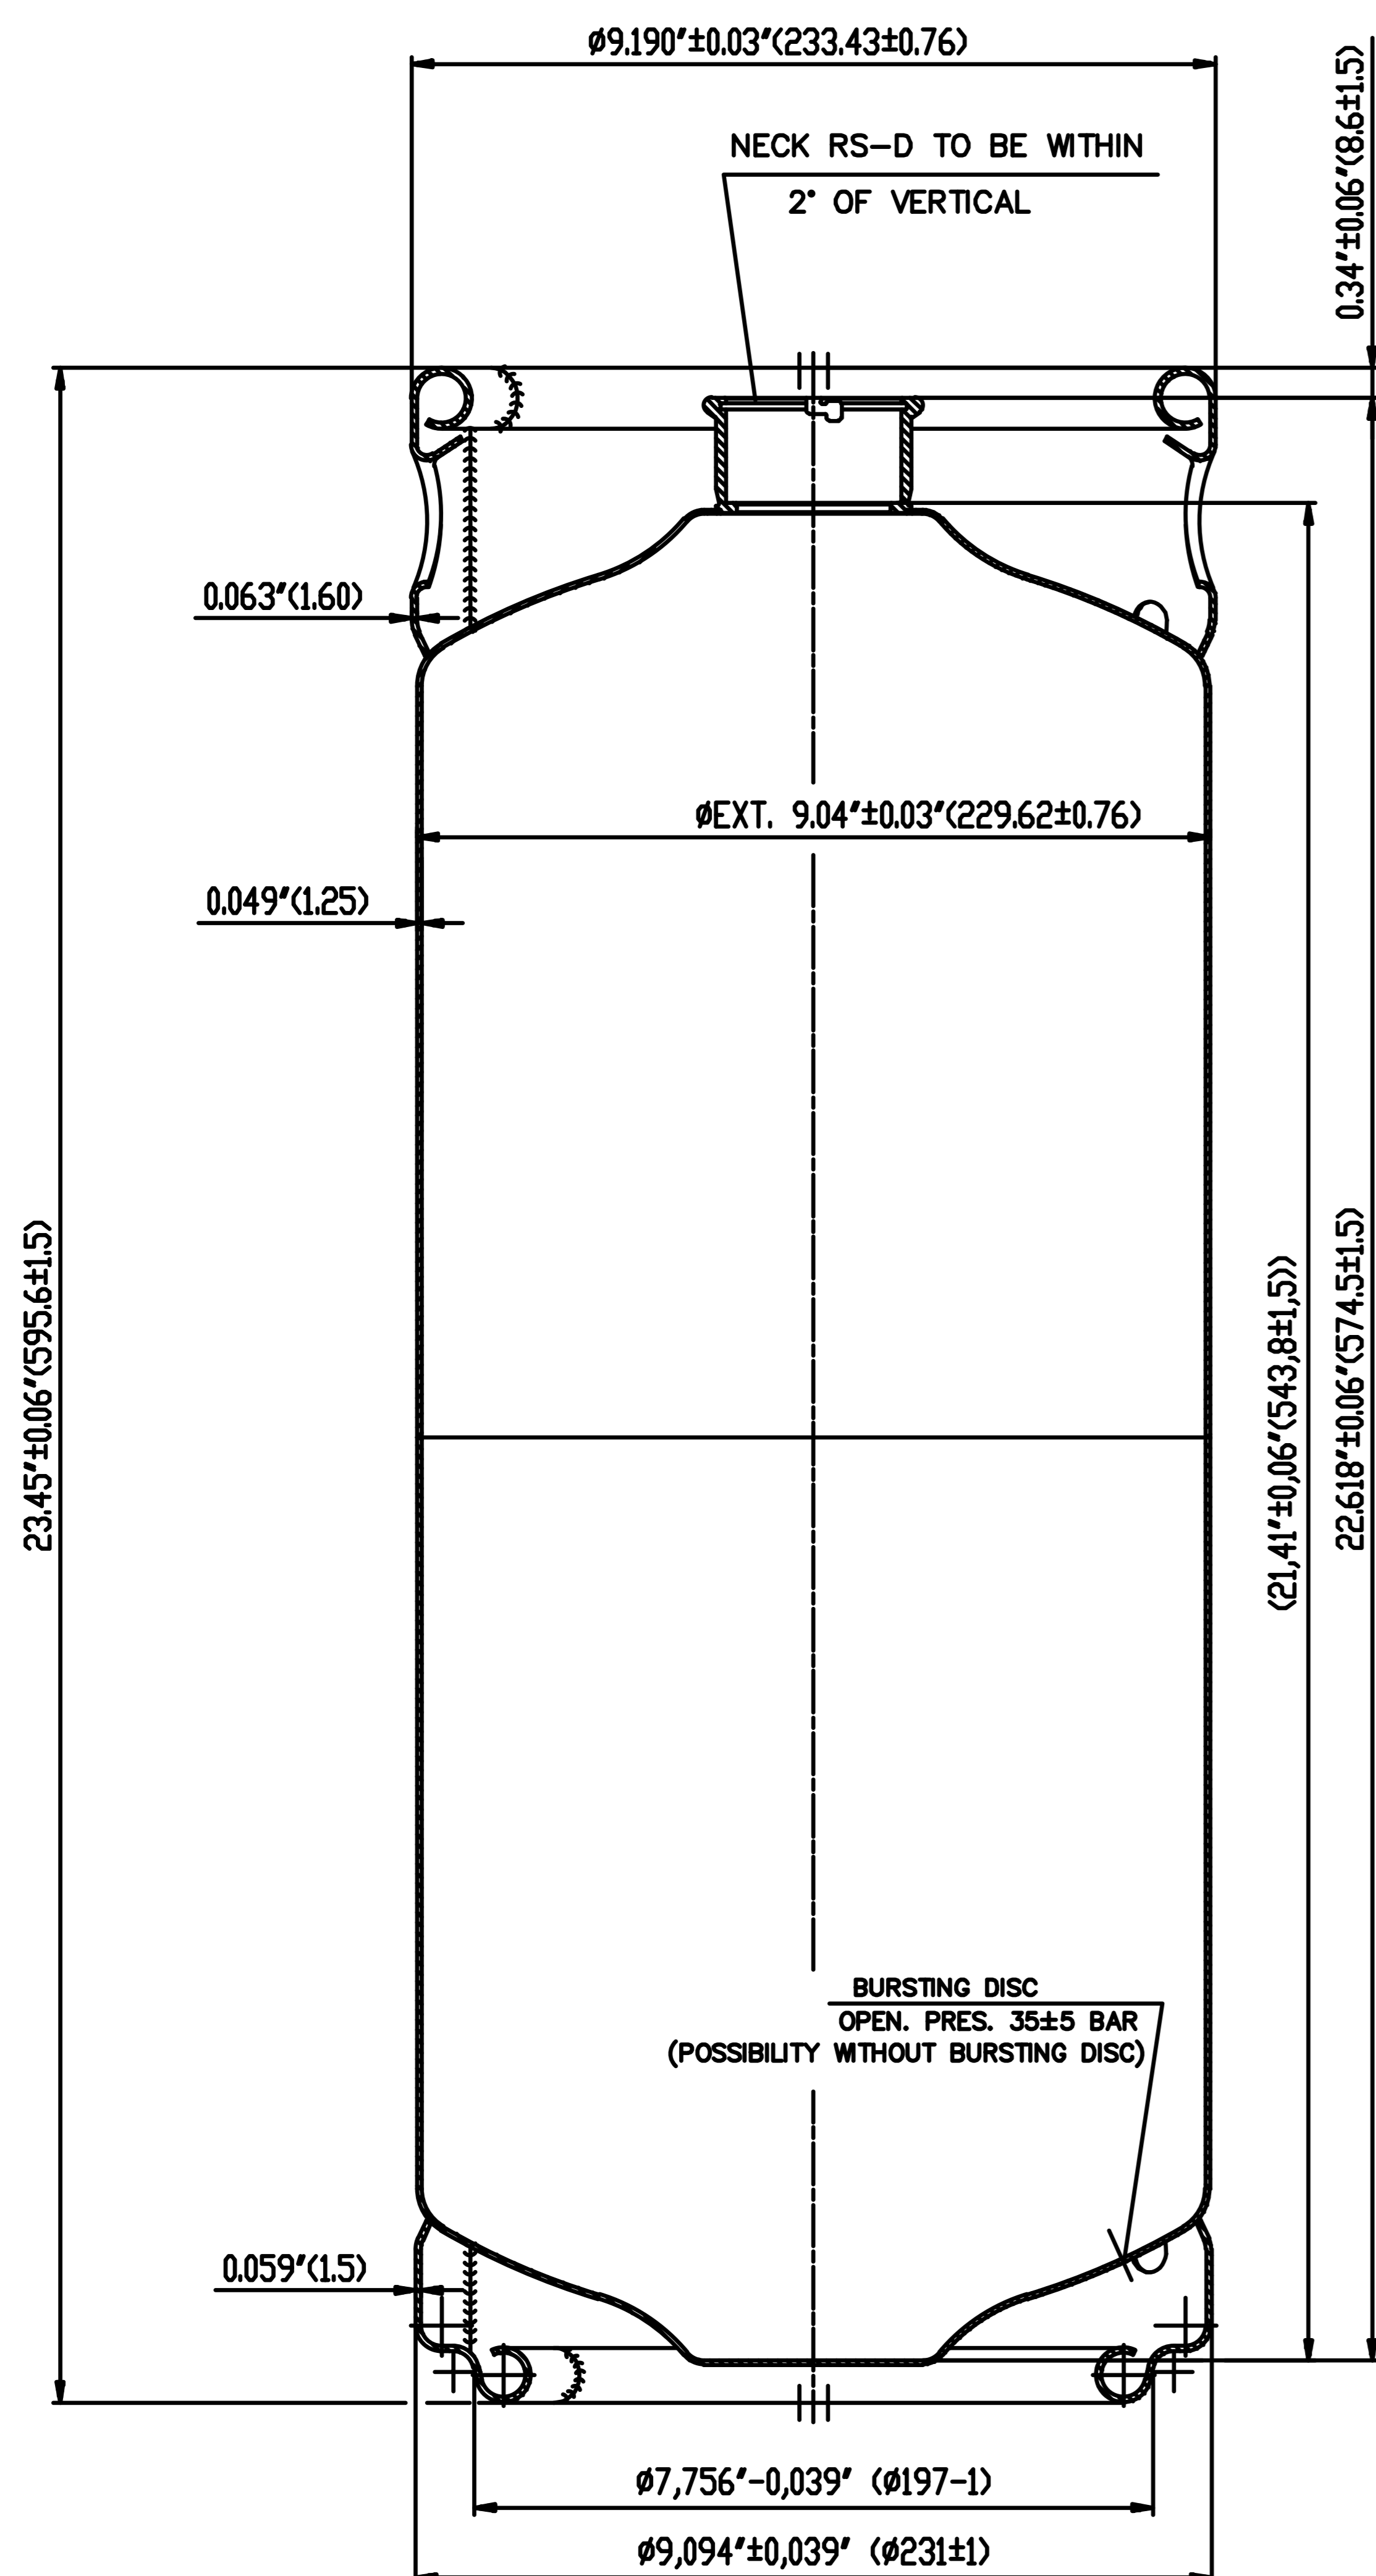 ø9.190"±0.03"(233.43±0.76)
0.34"±0.06"(8.6±1.5)
NECK RS-D TO BE WITHIN
2° OF VERTICAL
0.063"(1.60)
øEXT. 9.04"±0.03"(229.62±0.76)
0.049"(1.25)
23.45"±0.06"(595.6±1.5)
(21,41"±0,06"(543,8±1,5))
22.618"±0.06"(574.5±1.5)
BURSTING DISC
OPEN. PRES. 35±5 BAR
(POSSIBILITY WITHOUT BURSTING DISC)
0.059"(1.5)
ø7,756"-0,039" (ø197-1)
ø9,094"±0,039" (ø231±1)